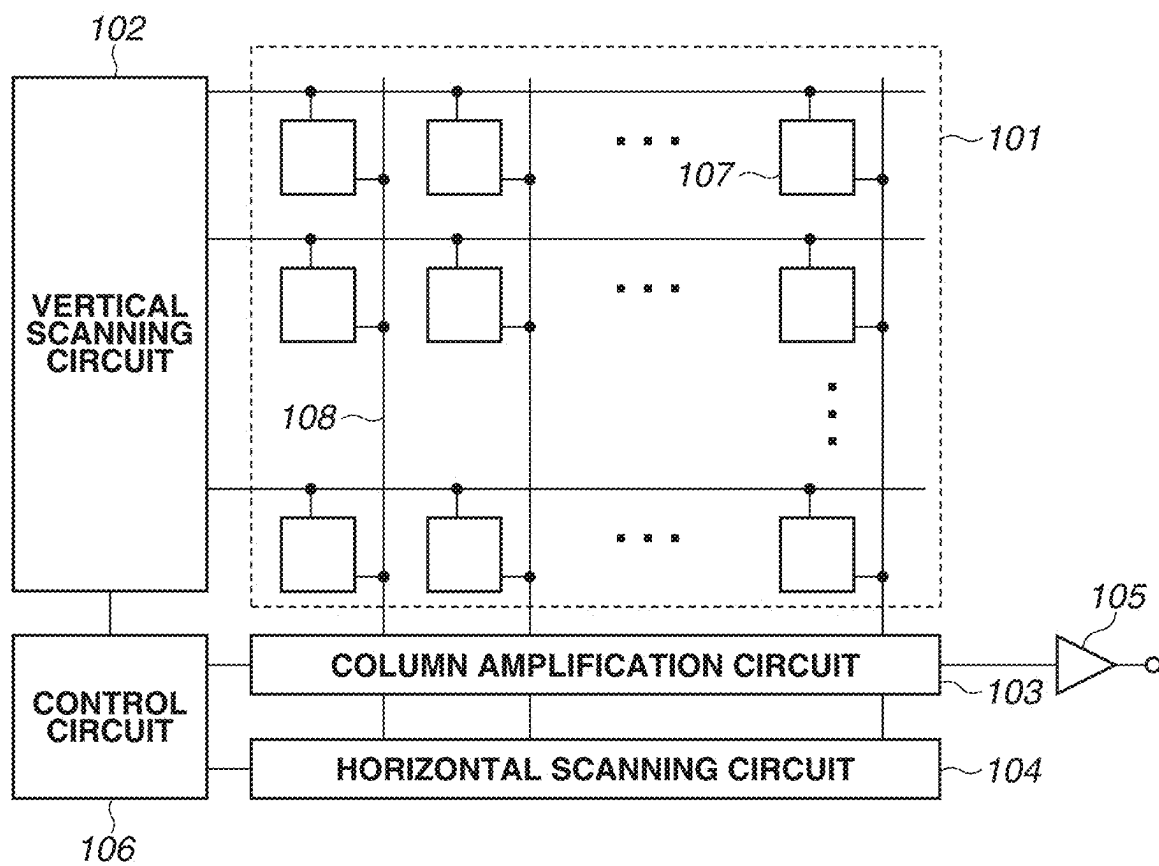 102
101
107
VERTICAL
SCANNING
CIRCUIT
108
105
COLUMN AMPLIFICATION CIRCUIT
103
CONTROL
CIRCUIT
HORIZONTAL SCANNING CIRCUIT
104
106